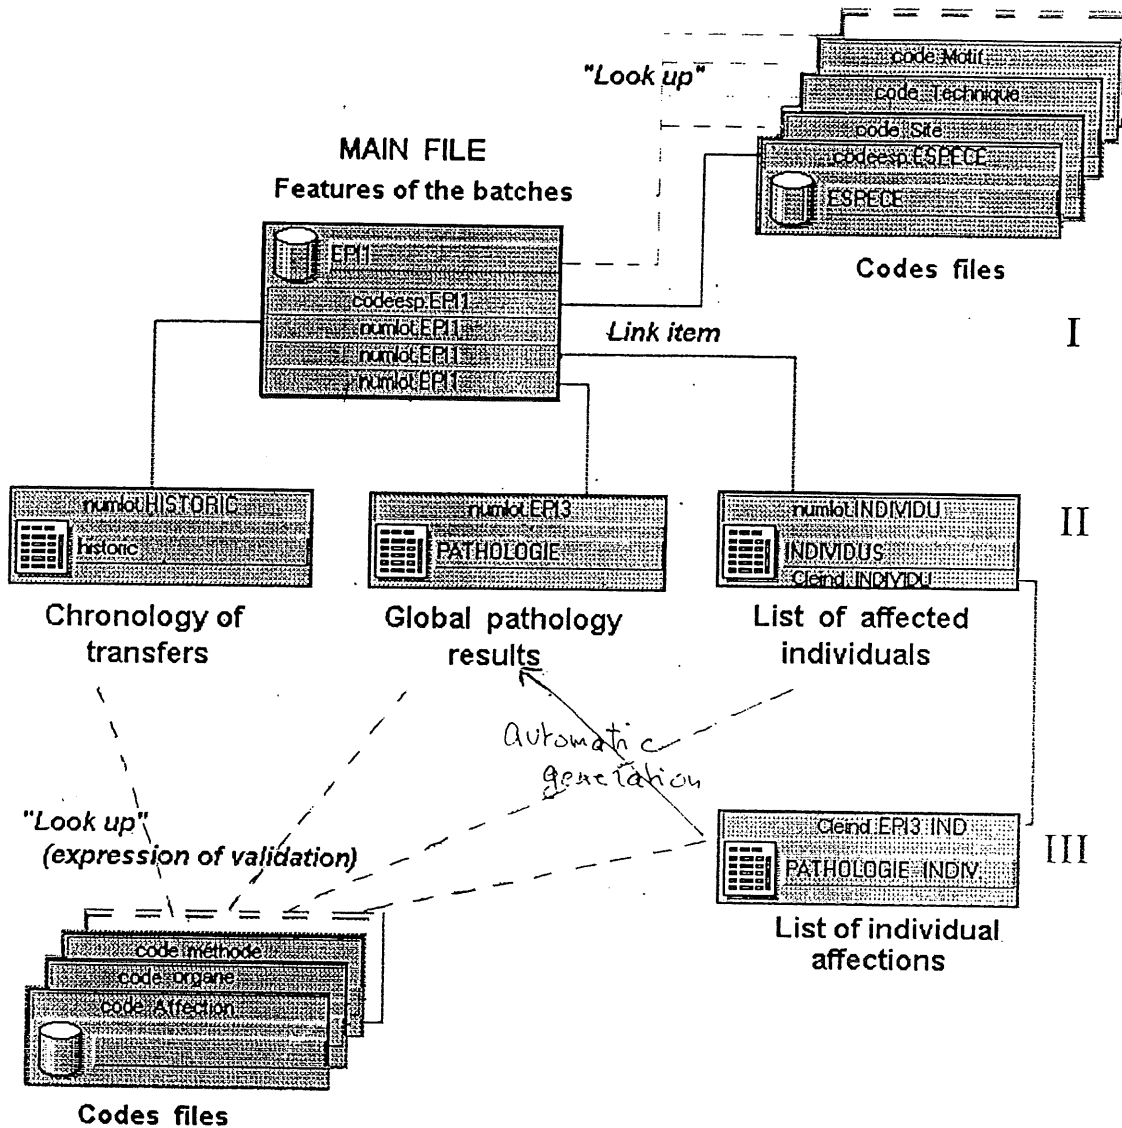 code Motif
"Look up"
code Technique
code Site
MAIN FILE
codeesp.ESPECE
Features of the batches
ESPECE
EPI1
Codes files
codeesp.EPI1
numlot.EPI1
Link item
I
numlot.EPI1
numlot.EPI1
numlot.HISTORIC
numlot.EPI3
numlot.INDIVIDU
II
historic
PATHOLOGIE
INDIVIDUS
Cleind.INDIVIDU
Chronology of
transfers
Global pathology
results
List of affected
individuals
Automatic
generation
"Look up"
(expression of validation)
Cleind.EPI3 IND
III
PATHOLOGIE INDIV.
List of individual
affections
code méthode
code organe
code Affection
Codes files